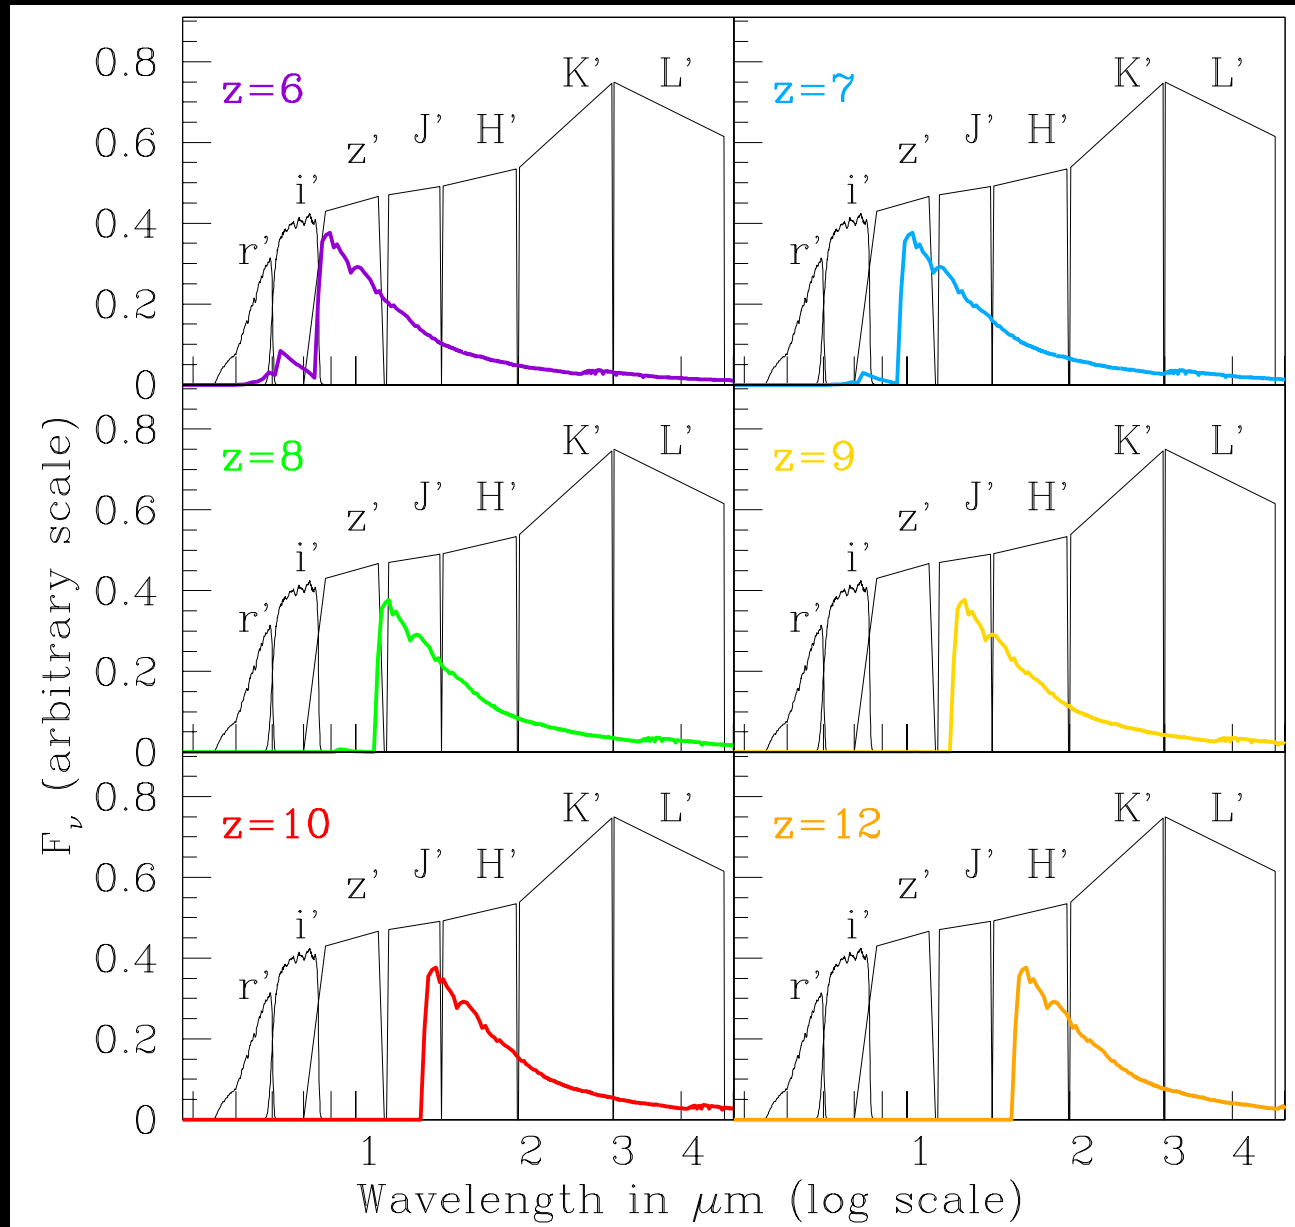 K' L' K' L'
0.8 z=6 z=7
0.6 z' J' H' z' J' H'
0.4 r' i' r' i'
0.2
0
K' L' K' L'
0.8 z=8 z=9
0.6 z' J' H' z' J' H'
0.4 r' i' r' i'
0.2
0
K' L' K' L'
0.8 z=10 z=12
0.6 z' J' H' z' J' H'
0.4 r' i' r' i'
0.2
0
1 2 3 4 1 2 3 4
Fν (arbitrary scale)
Wavelength in μm (log scale)